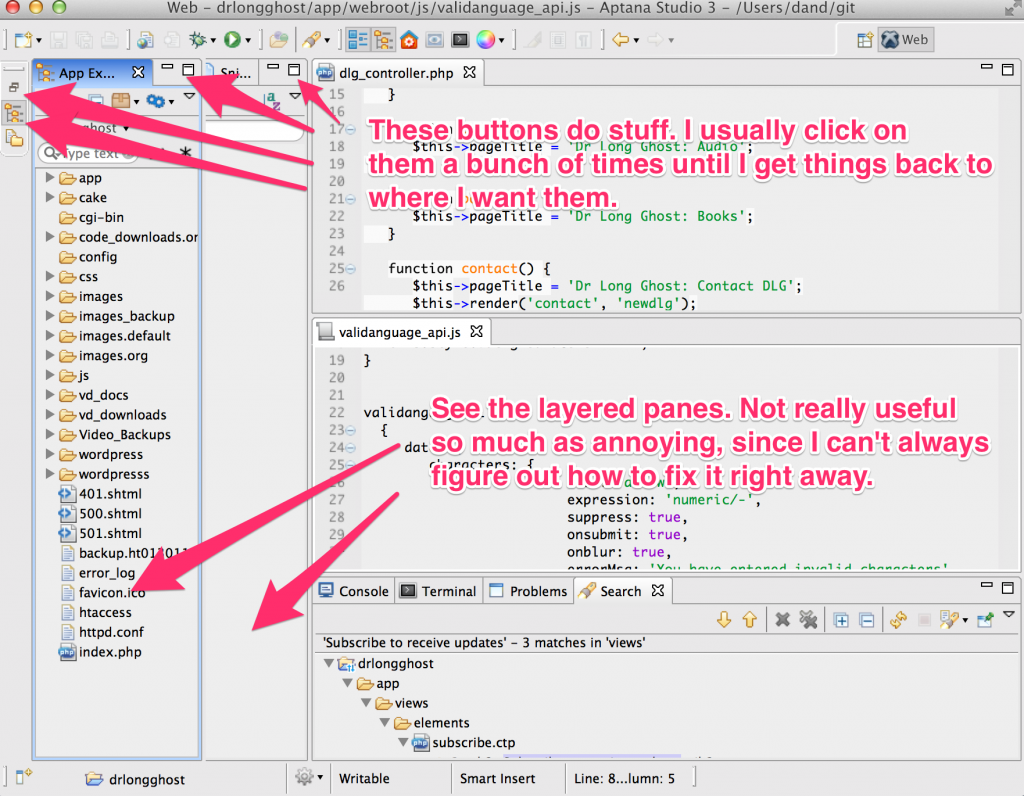 Web - drlongghost/app/webroot/js/validanguage_api.js - Aptana Studio 3 - /Users/dand/git
Web
App Ex...
Sni...
dlg_controller.php
ghost
type text
app
cake
cgi-bin
code_downloads.or
config
css
images
images_backup
images.default
images.org
js
vd_docs
vd_downloads
Video_Backups
wordpress
wordpresss
401.shtml
500.shtml
501.shtml
backup.ht013011
error_log
favicon.ico
htaccess
httpd.conf
index.php
15 }
16
17
18 $this->pageTitle = 'Dr Long Ghost: Audio';
19
20
21
22 $this->pageTitle = 'Dr Long Ghost: Books';
23 }
24
25 function contact() {
26 $this->pageTitle = 'Dr Long Ghost: Contact DLG';
$this->render('contact', 'newdlg');
These buttons do stuff. I usually click on
them a bunch of times until I get things back to
where I want them.
validanguage_api.js
19 }
20
21
22 validang
23 {
24 dat
25 characters: {
26
27 expression: 'numeric/-',
28 suppress: true,
29 onsubmit: true,
onblur: true,
errorMsg: 'You have entered invalid characters'
See the layered panes. Not really useful
so much as annoying, since I can't always
figure out how to fix it right away.
Console Terminal Problems Search
'Subscribe to receive updates' - 3 matches in 'views'
drlongghost
app
views
elements
subscribe.ctp
drlongghost
Writable
Smart Insert
Line: 8...lumn: 5